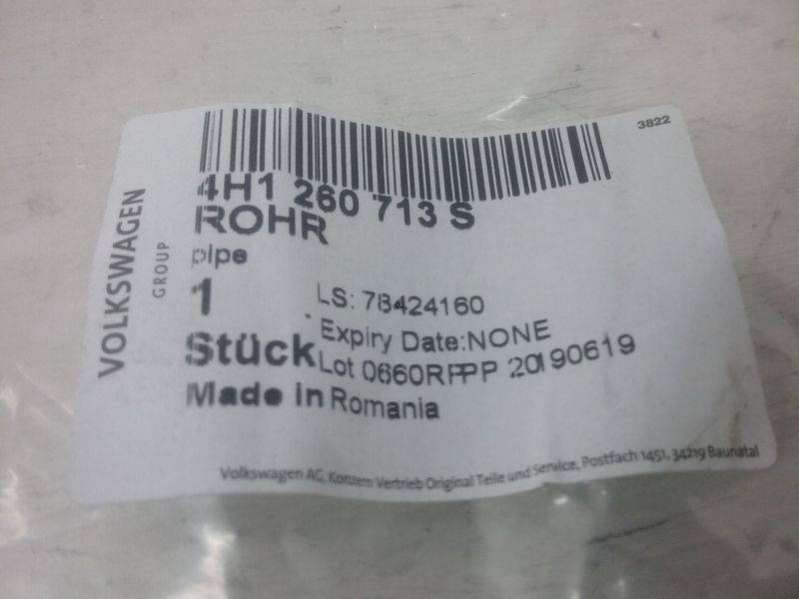 3822
VOLKSWAGEN
GROUP
4H1 260 713 S
ROHR
pipe
1
LS: 78424160
Expiry Date:NONE
Stück
Lot 0660RPPP 20190619
Made in Romania
Volkswagen AG, Konzern Vertrieb Original Teile und Service, Postfach 1451, 34219 Baunatal